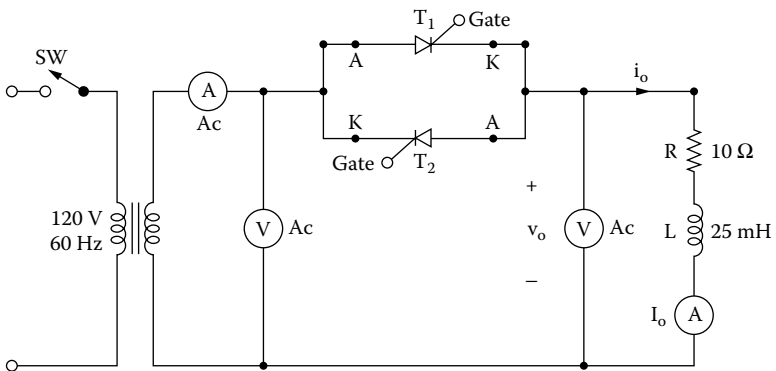 T1
Gate
SW
A
K
A
Ac
K
A
Gate
T2
io
R 10 Ω
120 V
60 Hz
V
Ac
+
vo
−
V
Ac
L 25 mH
Io
A